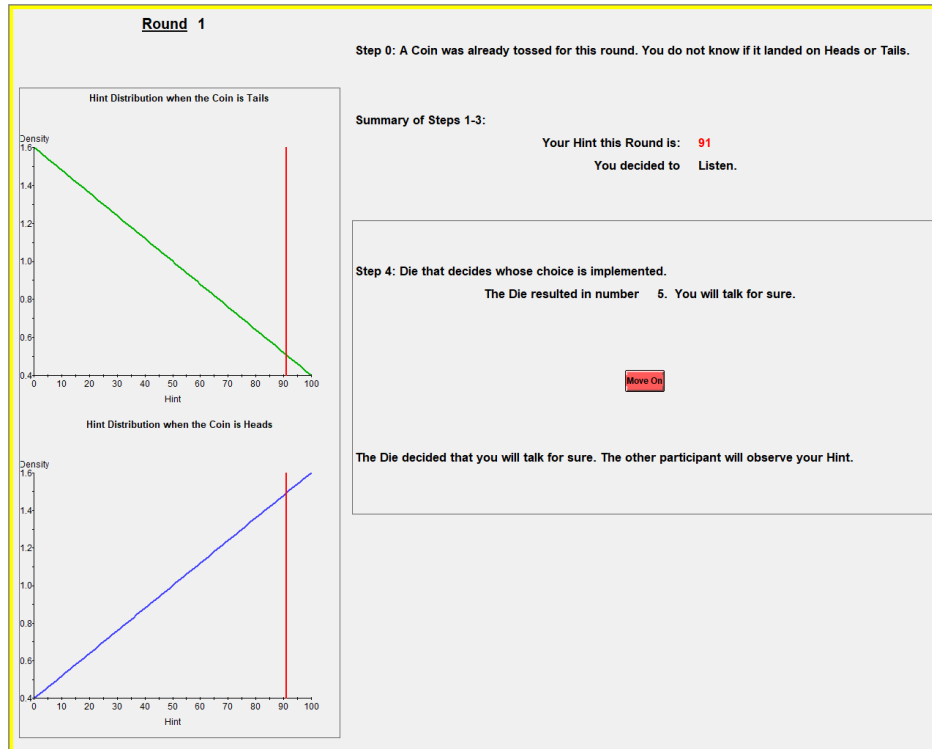 Round 1
Step 0: A Coin was already tossed for this round. You do not know if it landed on Heads or Tails.
Hint Distribution when the Coin is Tails
Density
1.6
1.4
1.2
1.0
0.8
0.6
0.4
0 10 20 30 40 50 60 70 80 90 100
Hint
Hint Distribution when the Coin is Heads
Density
1.6
1.4
1.2
1.0
0.8
0.6
0.4
0 10 20 30 40 50 60 70 80 90 100
Hint
Summary of Steps 1-3:
Your Hint this Round is: 91
You decided to Listen.
Step 4: Die that decides whose choice is implemented.
The Die resulted in number 5. You will talk for sure.
Move On
The Die decided that you will talk for sure. The other participant will observe your Hint.